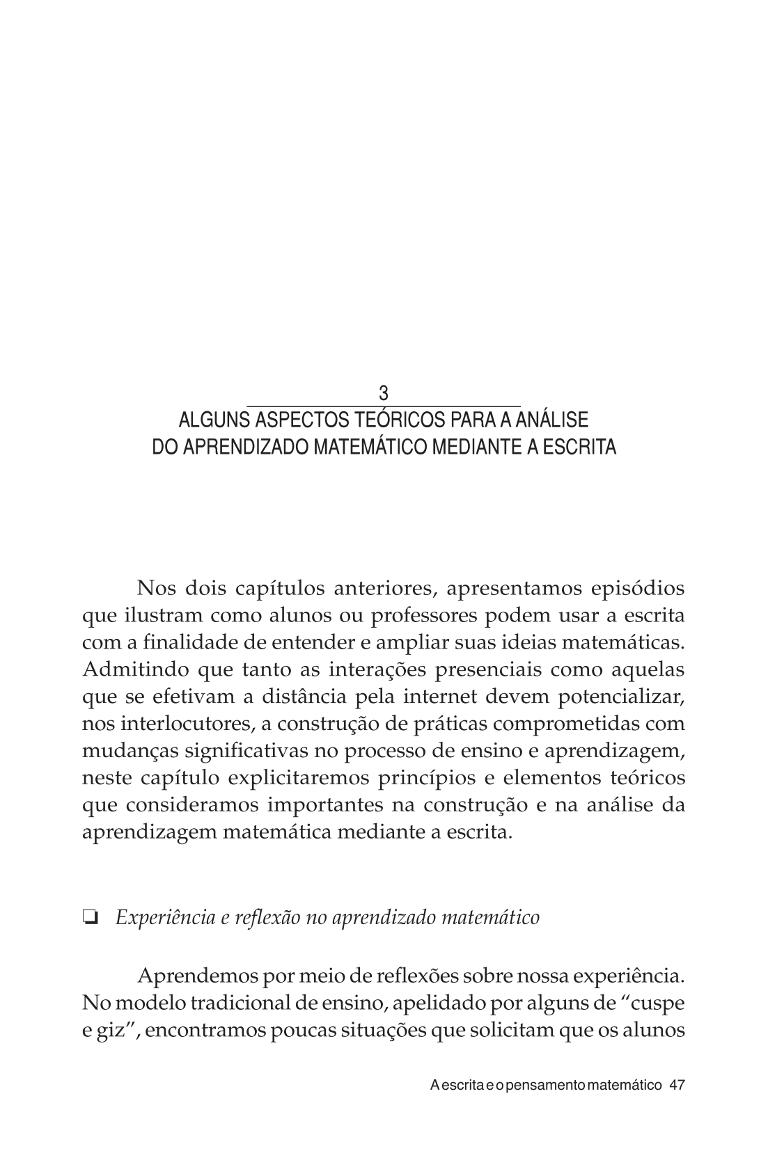 3
ALGUNS ASPECTOS TEÓRICOS PARA A ANÁLISE
DO APRENDIZADO MATEMÁTICO MEDIANTE A ESCRITA
Nos dois capítulos anteriores, apresentamos episódios
que ilustram como alunos ou professores podem usar a escrita
com a finalidade de entender e ampliar suas ideias matemáticas.
Admitindo que tanto as interações presenciais como aquelas
que se efetivam a distância pela internet devem potencializar,
nos interlocutores, a construção de práticas comprometidas com
mudanças significativas no processo de ensino e aprendizagem,
neste capítulo explicitaremos princípios e elementos teóricos
que consideramos importantes na construção e na análise da
aprendizagem matemática mediante a escrita.
❏ Experiência e reflexão no aprendizado matemático
Aprendemos por meio de reflexões sobre nossa experiência.
No modelo tradicional de ensino, apelidado por alguns de “cuspe
e giz”, encontramos poucas situações que solicitam que os alunos
A escrita e o pensamento matemático 47